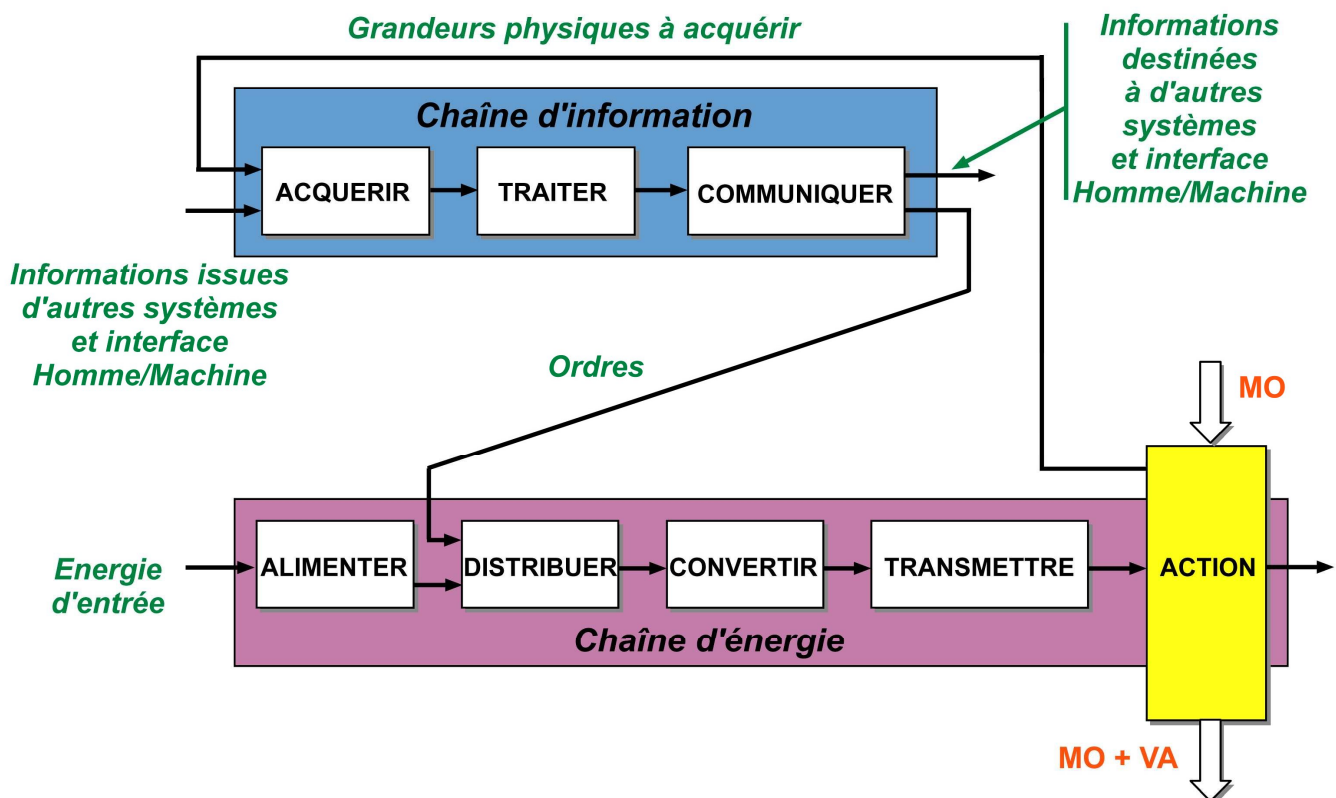 Grandeurs physiques à acquérir
Informations
destinées
à d'autres
systèmes
et interface
Homme/Machine
Chaîne d'information
ACQUERIR
TRAITER
COMMUNIQUER
Informations issues
d'autres systèmes
et interface
Homme/Machine
Ordres
MO
Energie
d'entrée
ALIMENTER
DISTRIBUER
CONVERTIR
TRANSMETTRE
ACTION
Chaîne d'énergie
MO + VA